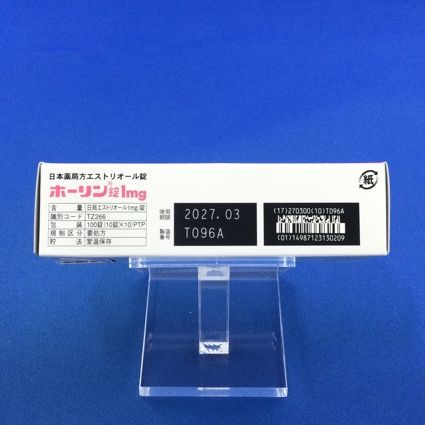 日本薬局方エストリオール錠
ホーリン®錠1mg
含量 日局エストリオール1mg/錠
識別コード TZ266
包装 100錠(10錠×10)PTP
規制区分 要処方
貯法 室温保存
使用期限 2027.03
製造番号 T096A
(17)270300(10)T096A
(01)14987123130209
紙